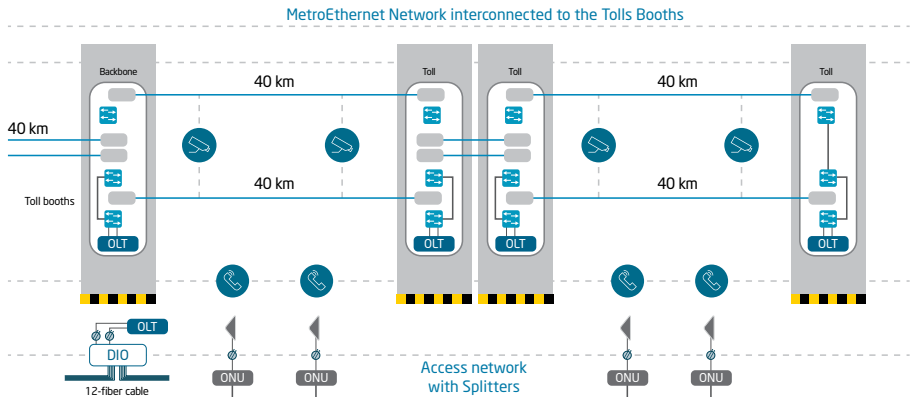 MetroEthernet Network interconnected to the Tolls Booths
Backbone
Toll
Toll
Toll
40 km
40 km
40 km
40 km
40 km
Toll booths
OLT
OLT
OLT
OLT
OLT
DIO
12-fiber cable
ONU
ONU
Access network
with Splitters
ONU
ONU